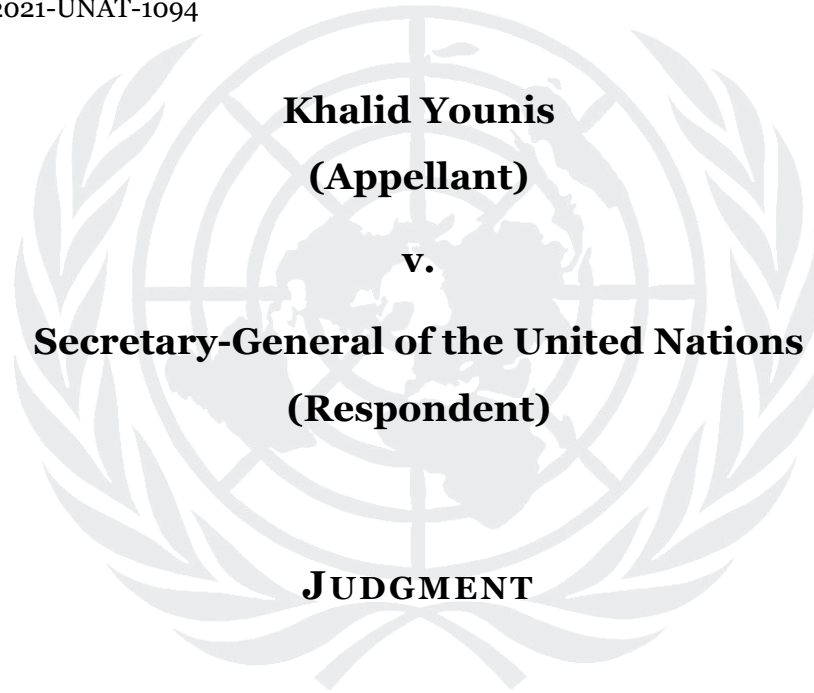 2021-UNAT-1094
Khalid Younis
(Appellant)
v.
Secretary-General of the United Nations
(Respondent)
JUDGMENT